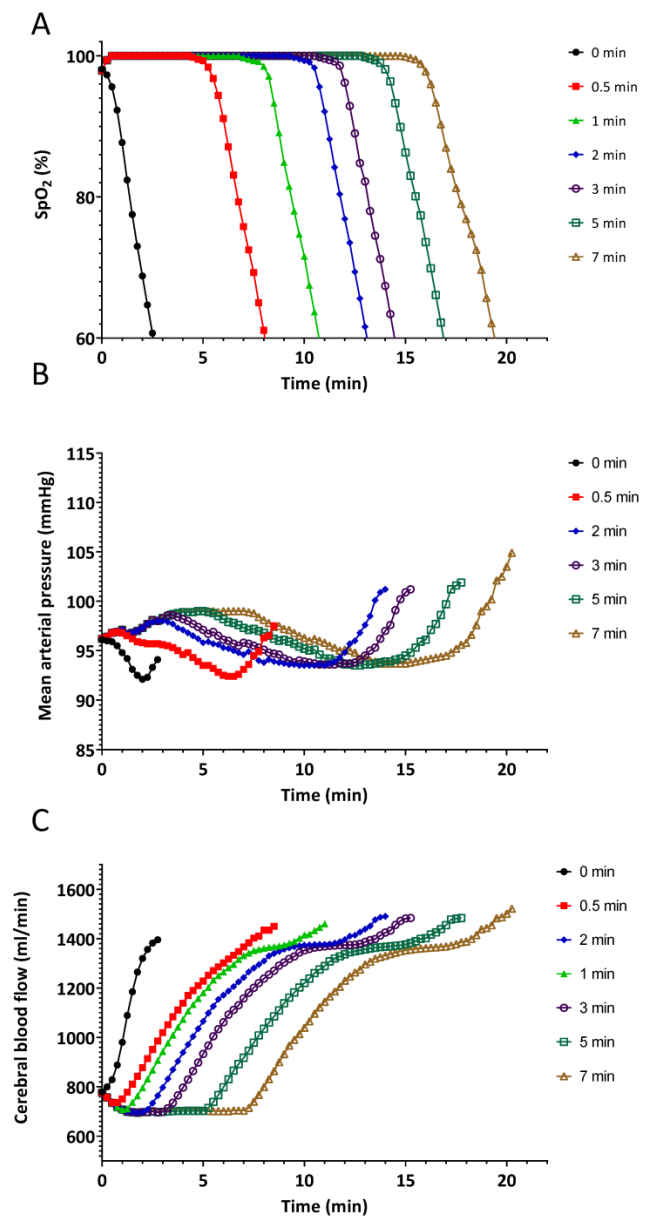 A
100
80
60
SpO2 (%)
0 5 10 15 20
Time (min)
0 min
0.5 min
1 min
2 min
3 min
5 min
7 min
B
115
110
105
100
95
90
85
Mean arterial pressure (mmHg)
0 5 10 15 20
Time (min)
0 min
0.5 min
2 min
3 min
5 min
7 min
C
1600
1400
1200
1000
800
600
Cerebral blood flow (ml/min)
0 5 10 15 20
Time (min)
0 min
0.5 min
2 min
1 min
3 min
5 min
7 min